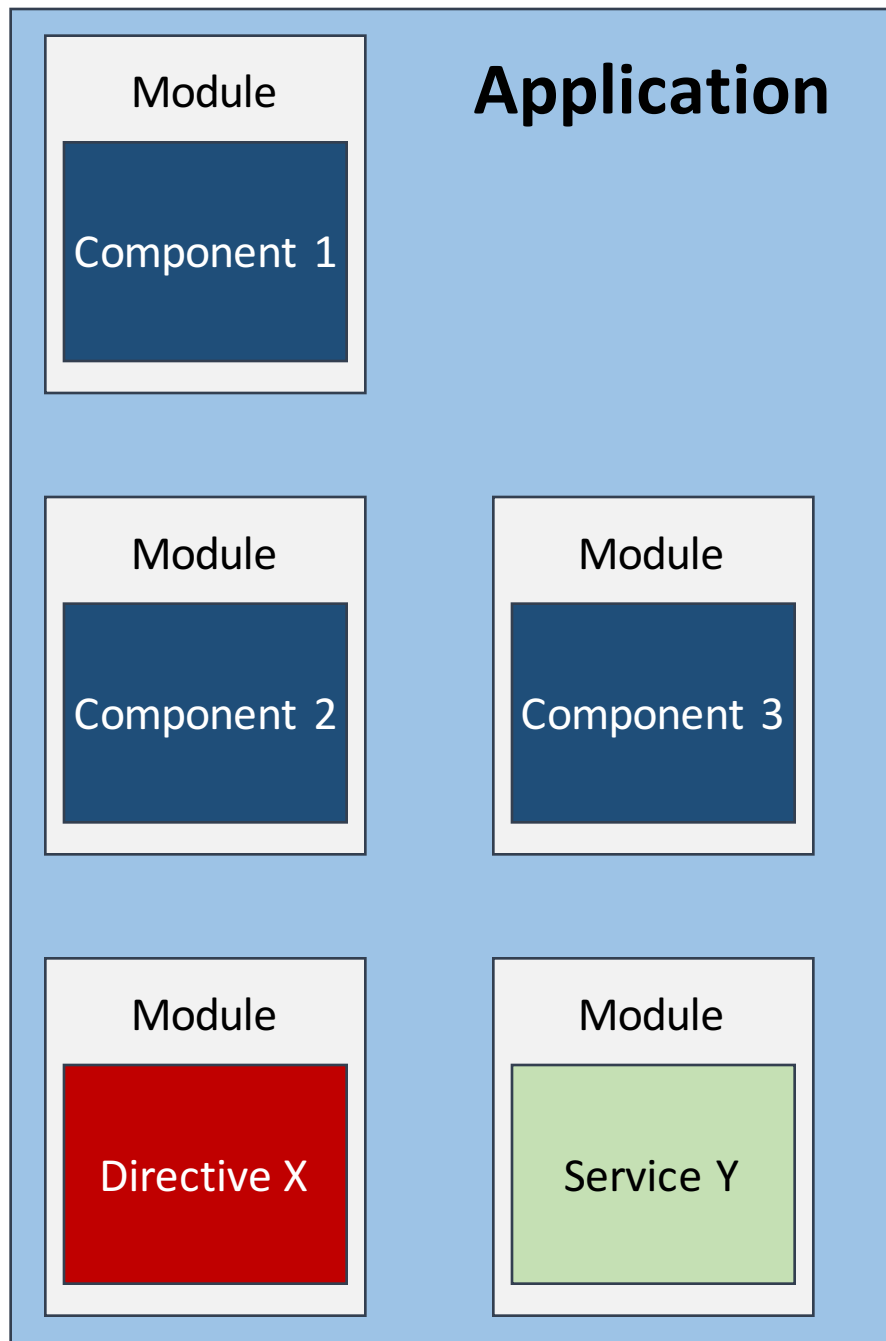 Application
Module
Component 1
Module
Component 2
Module
Component 3
Module
Directive X
Module
Service Y